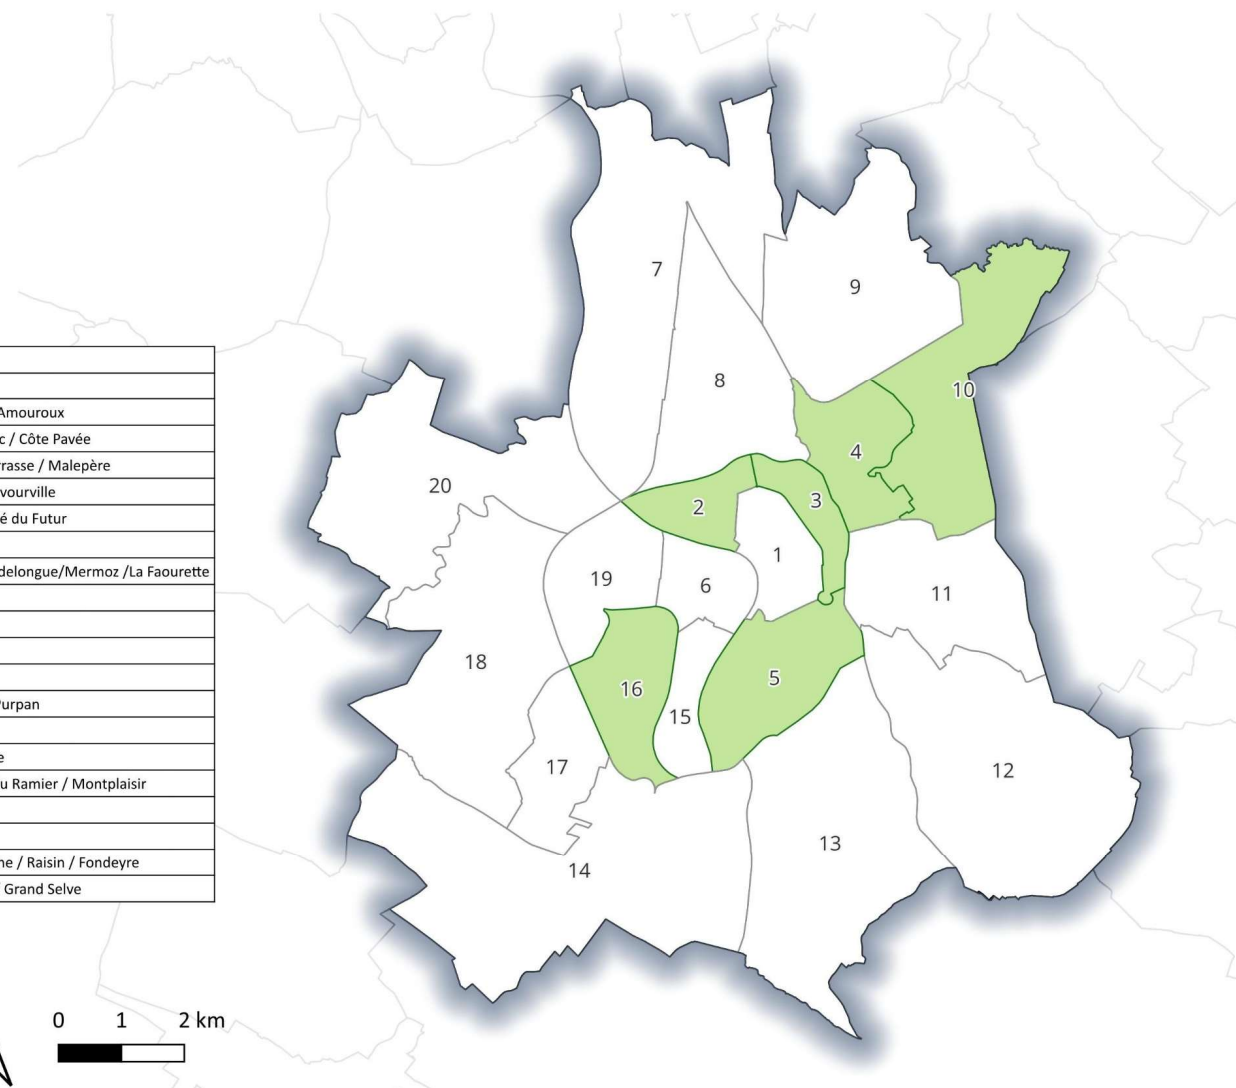 Amouroux
c / Côte Pavée
rasse / Malepère
vourville
é du Futur
delongue/Mermoz /La Faourette
Purpan
e
u Ramier / Montplaisir
ne / Raisin / Fondeyre
/ Grand Selve
7
9
8
10
4
20
3
2
1
19
6
11
18
5
16
15
17
12
13
14
0 1 2 km